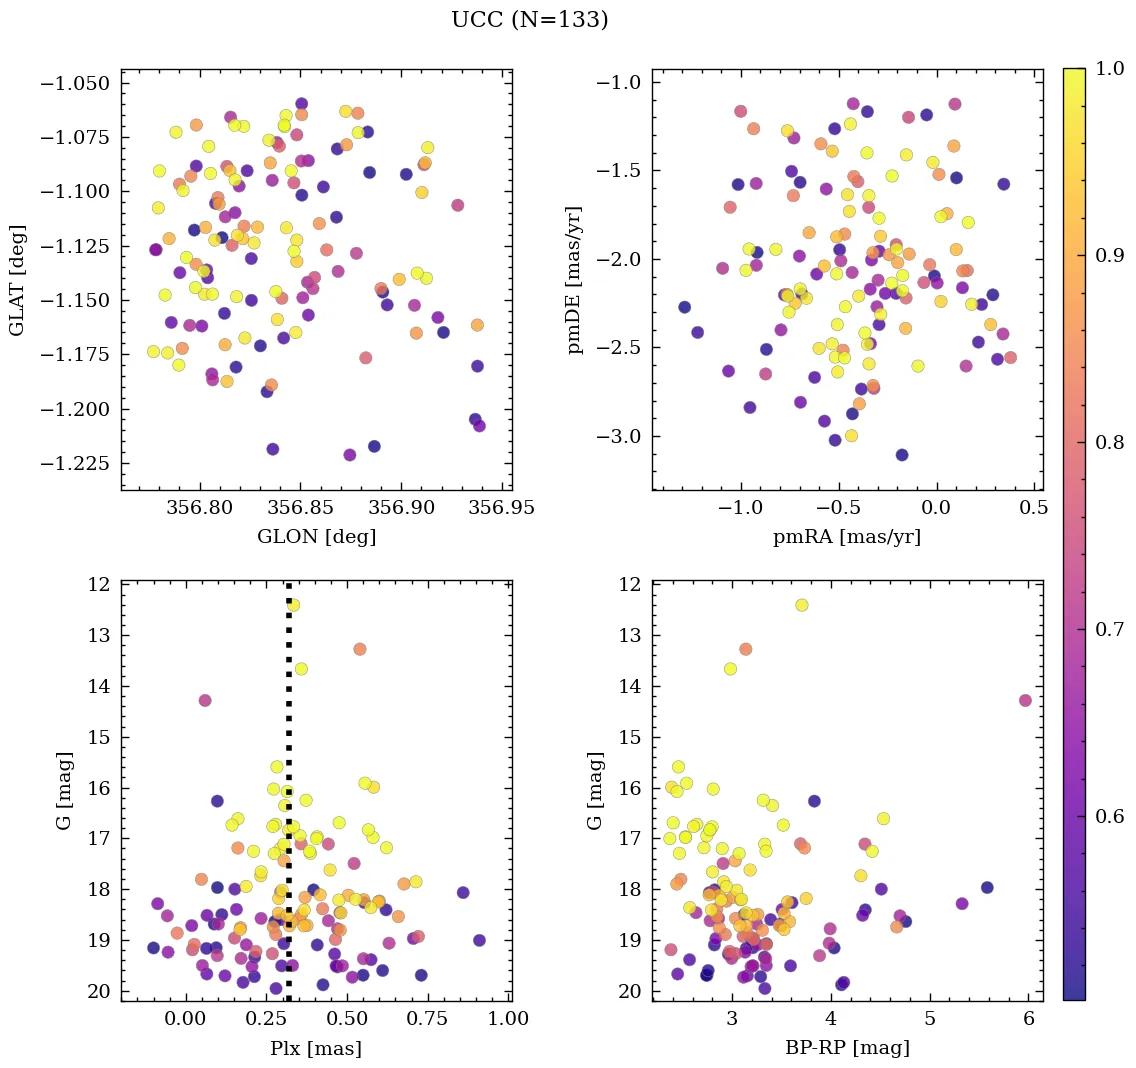 UCC (N=133)
−1.050
−1.075
−1.100
−1.125
−1.150
−1.175
−1.200
−1.225
GLAT [deg]
356.80 356.85 356.90 356.95
GLON [deg]
−1.0
−1.5
−2.0
−2.5
−3.0
pmDE [mas/yr]
−1.0 −0.5 0.0 0.5
pmRA [mas/yr]
1.0
0.9
0.8
0.7
0.6
12
13
14
15
16
17
18
19
20
G [mag]
0.00 0.25 0.50 0.75 1.00
Plx [mas]
12
13
14
15
16
17
18
19
20
G [mag]
3 4 5 6
BP-RP [mag]